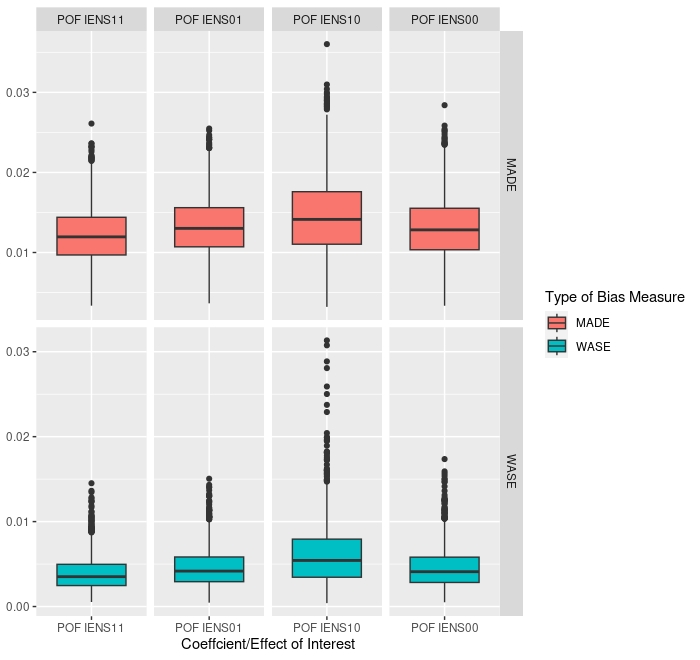 POF IENS11 POF IENS01 POF IENS10 POF IENS00
0.03
0.02
0.01
MADE
0.03
0.02
0.01
0.00
WASE
POF IENS11 POF IENS01 POF IENS10 POF IENS00
Coeffcient/Effect of Interest
Type of Bias Measure
MADE
WASE